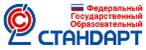 Федеральный
Государственный
Образовательный
СТАНДАРТ